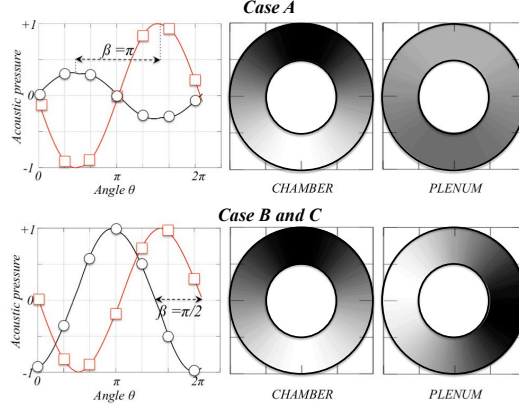 Case A
Acoustic pressure
+1
0
-1
β = π
0
π
2π
Angle θ
CHAMBER
PLENUM
Case B and C
Acoustic pressure
+1
0
-1
β = π/2
0
π
2π
Angle θ
CHAMBER
PLENUM